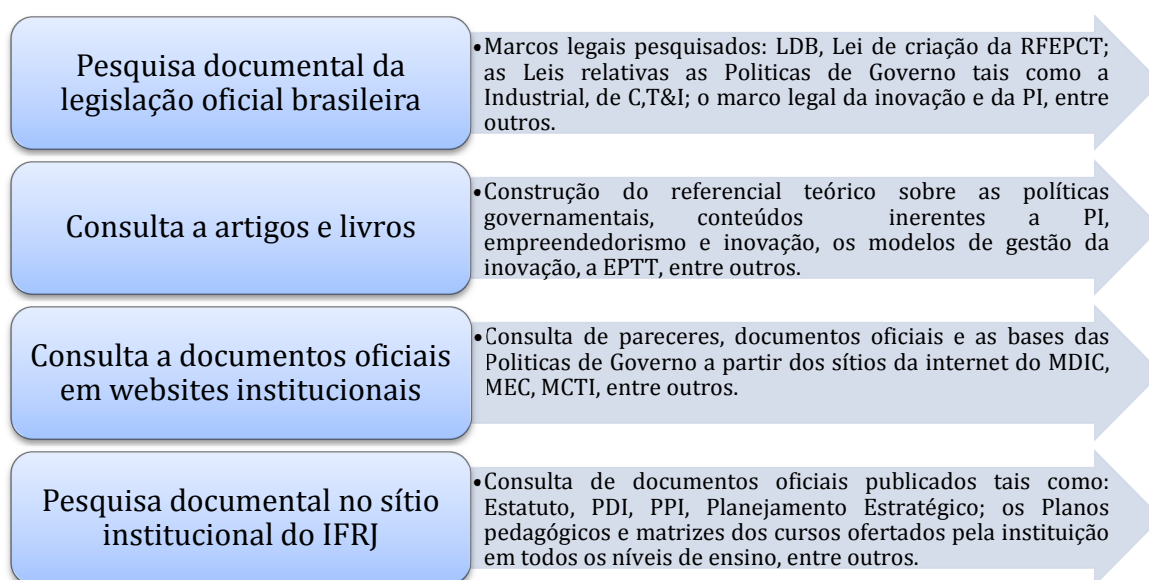 Pesquisa documental da
legislação oficial brasileira
•Marcos legais pesquisados: LDB, Lei de criação da RFEPCT;
as Leis relativas as Politicas de Governo tais como a
Industrial, de C,T&I; o marco legal da inovação e da PI, entre
outros.
Consulta a artigos e livros
•Construção do referencial teórico sobre as políticas
governamentais, conteúdos inerentes a PI,
empreendedorismo e inovação, os modelos de gestão da
inovação, a EPTT, entre outros.
Consulta a documentos oficiais
em websites institucionais
•Consulta de pareceres, documentos oficiais e as bases das
Politicas de Governo a partir dos sítios da internet do MDIC,
MEC, MCTI, entre outros.
Pesquisa documental no sítio
institucional do IFRJ
•Consulta de documentos oficiais publicados tais como:
Estatuto, PDI, PPI, Planejamento Estratégico; os Planos
pedagógicos e matrizes dos cursos ofertados pela instituição
em todos os níveis de ensino, entre outros.